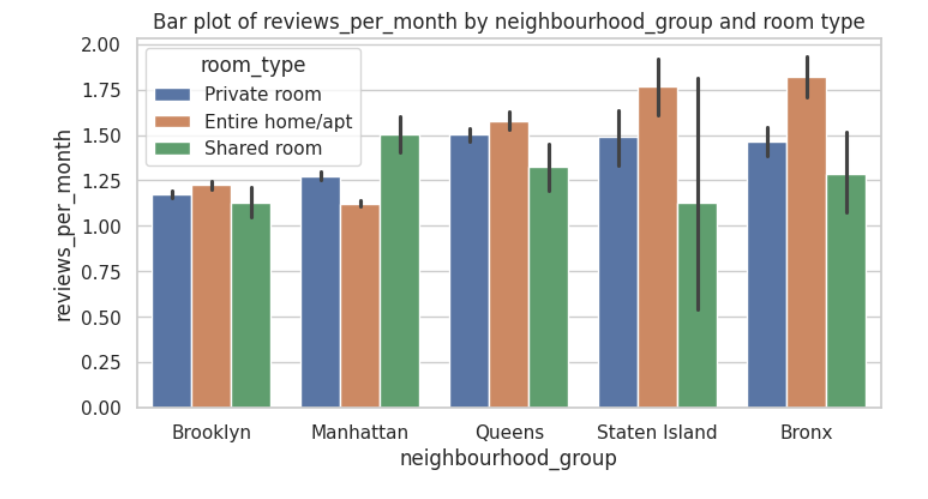 Bar plot of reviews_per_month by neighbourhood_group and room type
reviews_per_month
2.00
1.75
1.50
1.25
1.00
0.75
0.50
0.25
0.00
room_type
Private room
Entire home/apt
Shared room
Brooklyn
Manhattan
Queens
Staten Island
Bronx
neighbourhood_group